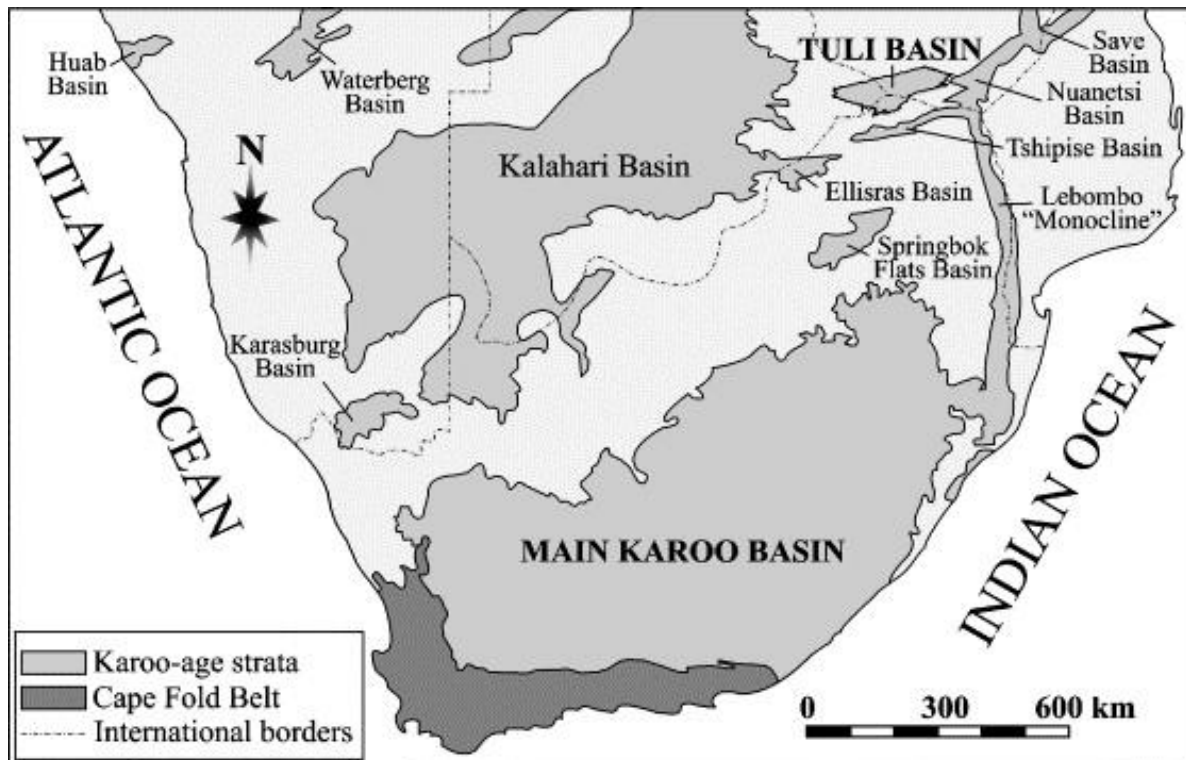 Huab
Basin
Waterberg
Basin
TULI BASIN
Save
Basin
Nuanetsi
Basin
Tshipise Basin
N
Kalahari Basin
Ellisras Basin
Lebombo
“Monocline”
Springbok
Flats Basin
ATLANTIC OCEAN
Karasburg
Basin
INDIAN OCEAN
MAIN KAROO BASIN
Karoo-age strata
Cape Fold Belt
International borders
0 300 600 km